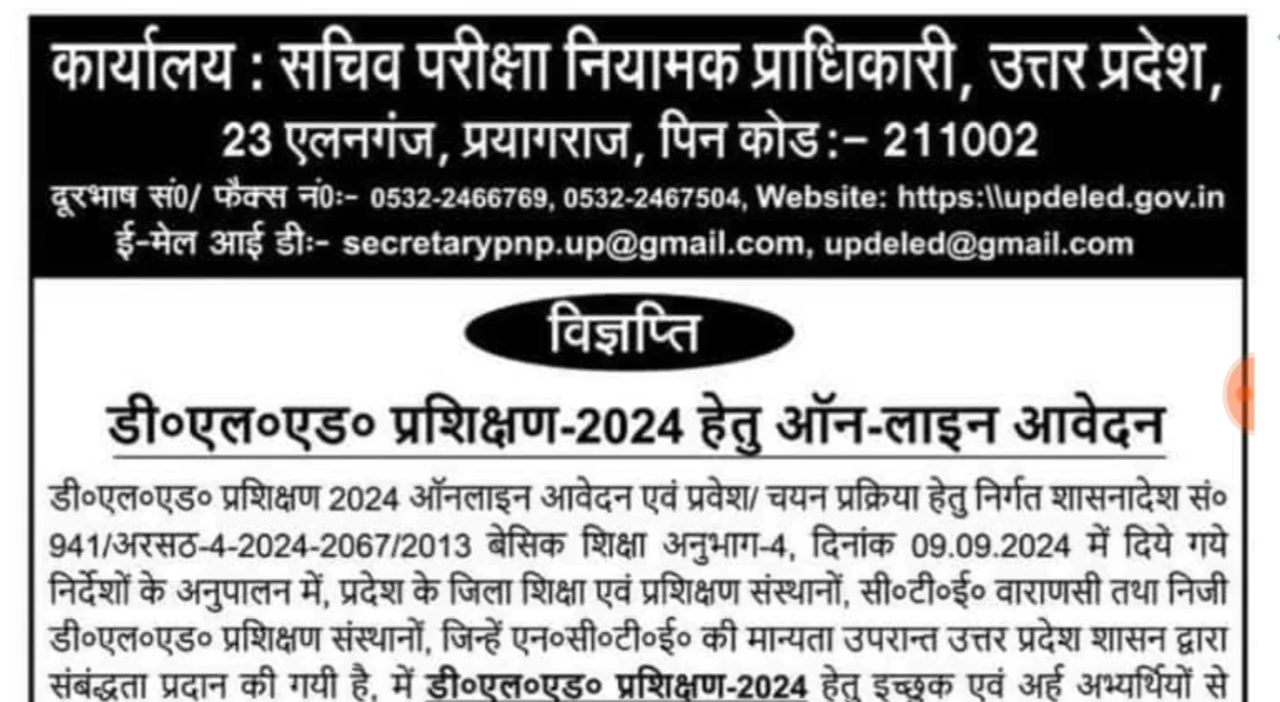 कार्यालय : सचिव परीक्षा नियामक प्राधिकारी, उत्तर प्रदेश,
23 एलनगंज, प्रयागराज, पिन कोड :– 211002
दूरभाष सं0/ फैक्स नं0ः– 0532-2466769, 0532-2467504, Website: https:\\updeled.gov.in
ई-मेल आई डीः– secretarypnp.up@gmail.com, updeled@gmail.com
विज्ञप्ति
डी०एल०एड० प्रशिक्षण-2024 हेतु ऑन-लाइन आवेदन
डी०एल०एड० प्रशिक्षण 2024 ऑनलाइन आवेदन एवं प्रवेश/ चयन प्रक्रिया हेतु निर्गत शासनादेश सं०
941/अरसठ-4-2024-2067/2013 बेसिक शिक्षा अनुभाग-4, दिनांक 09.09.2024 में दिये गये
निर्देशों के अनुपालन में, प्रदेश के जिला शिक्षा एवं प्रशिक्षण संस्थानों, सी०टी०ई० वाराणसी तथा निजी
डी०एल०एड० प्रशिक्षण संस्थानों, जिन्हें एन०सी०टी०ई० की मान्यता उपरान्त उत्तर प्रदेश शासन द्वारा
संबंद्धता प्रदान की गयी है, में डी०एल०एड० प्रशिक्षण-2024 हेतु इच्छुक एवं अर्ह अभ्यर्थियों से